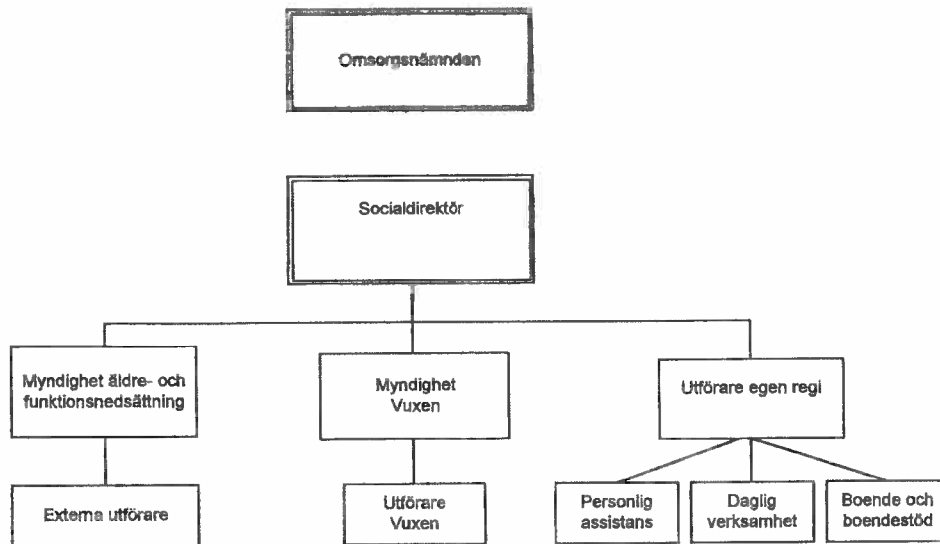 Omsorgsnämnden
Socialdirektör
Myndighet äldre- och
funktionsnedsättning
Myndighet
Vuxen
Utförare egen regi
Externa utförare
Utförare
Vuxen
Personlig
assistans
Daglig
verksamhet
Boende och
boendestöd